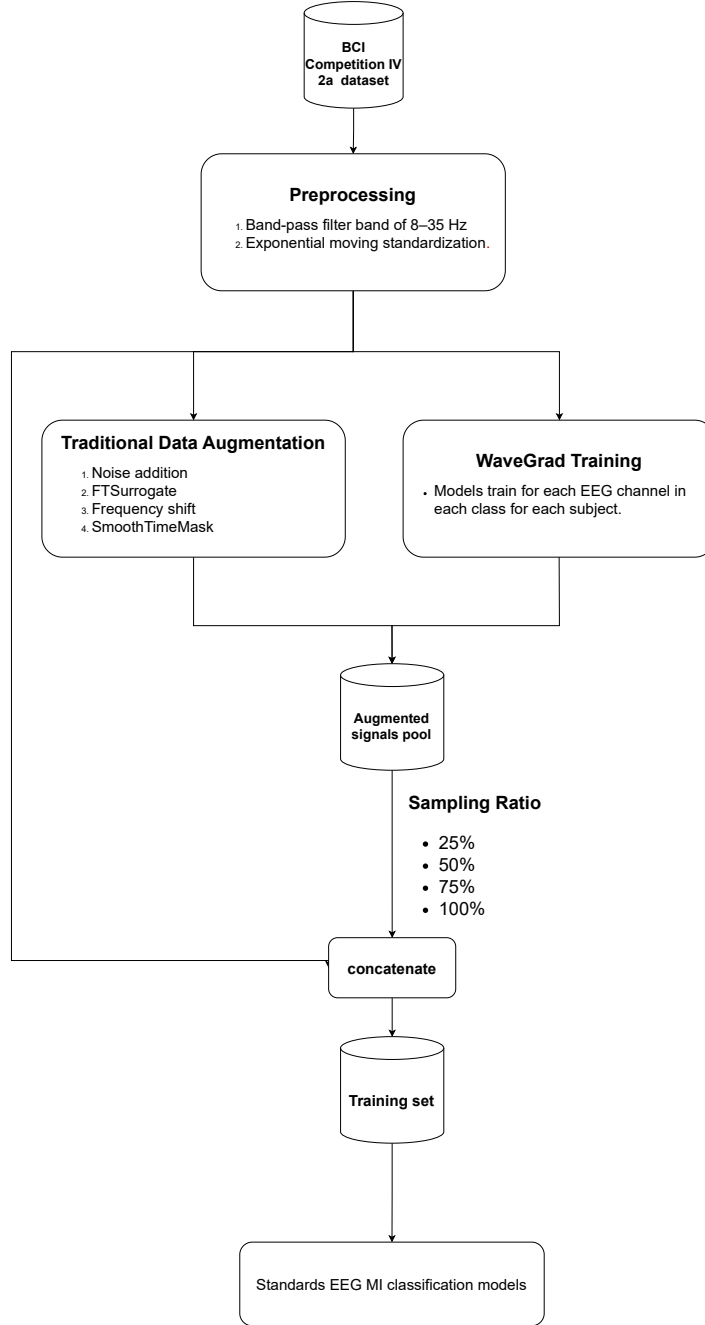 BCI
Competition IV
2a dataset
Preprocessing
1. Band-pass filter band of 8–35 Hz
2. Exponential moving standardization.
Traditional Data Augmentation
1. Noise addition
2. FTSurrogate
3. Frequency shift
4. SmoothTimeMask
WaveGrad Training
• Models train for each EEG channel in
each class for each subject.
Augmented
signals pool
Sampling Ratio
• 25%
• 50%
• 75%
• 100%
concatenate
Training set
Standards EEG MI classification models